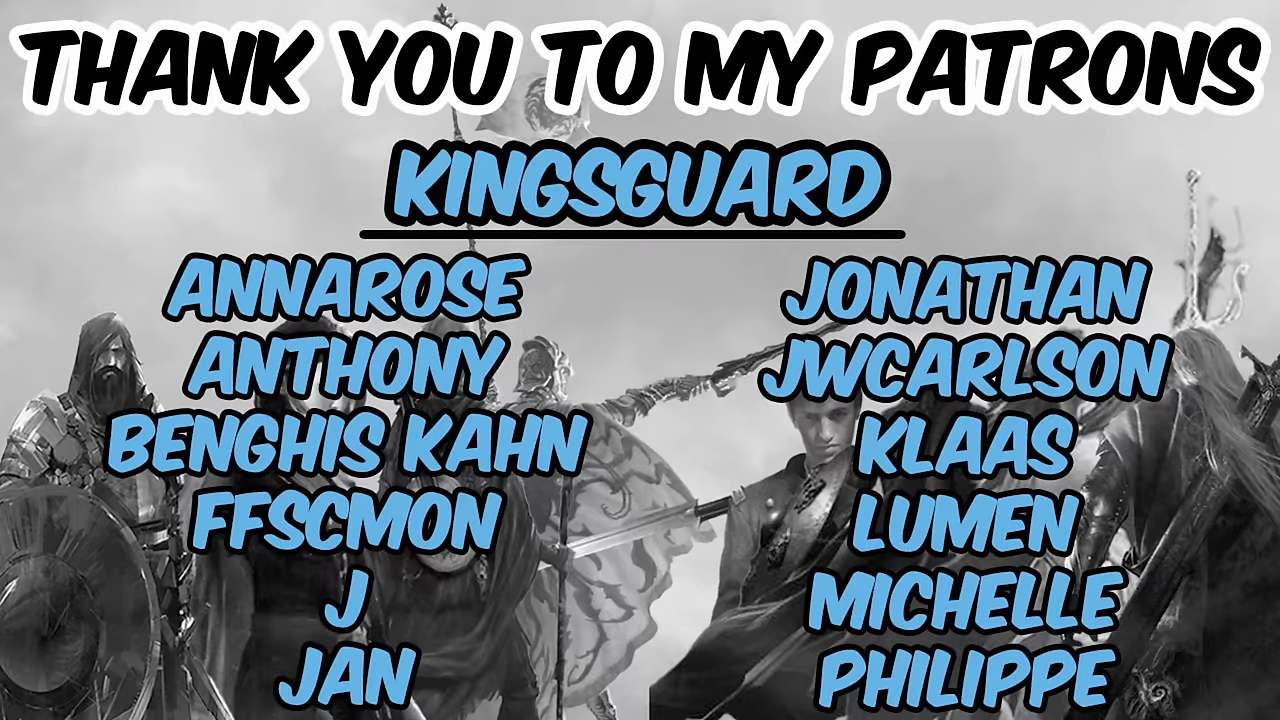 THANK YOU TO MY PATRONS
KINGSGUARD
ANNAROSE
ANTHONY
BENGHIS KAHN
FFSCMON
J
JAN
JONATHAN
JWCARLSON
KLAAS
LUMEN
MICHELLE
PHILIPPE